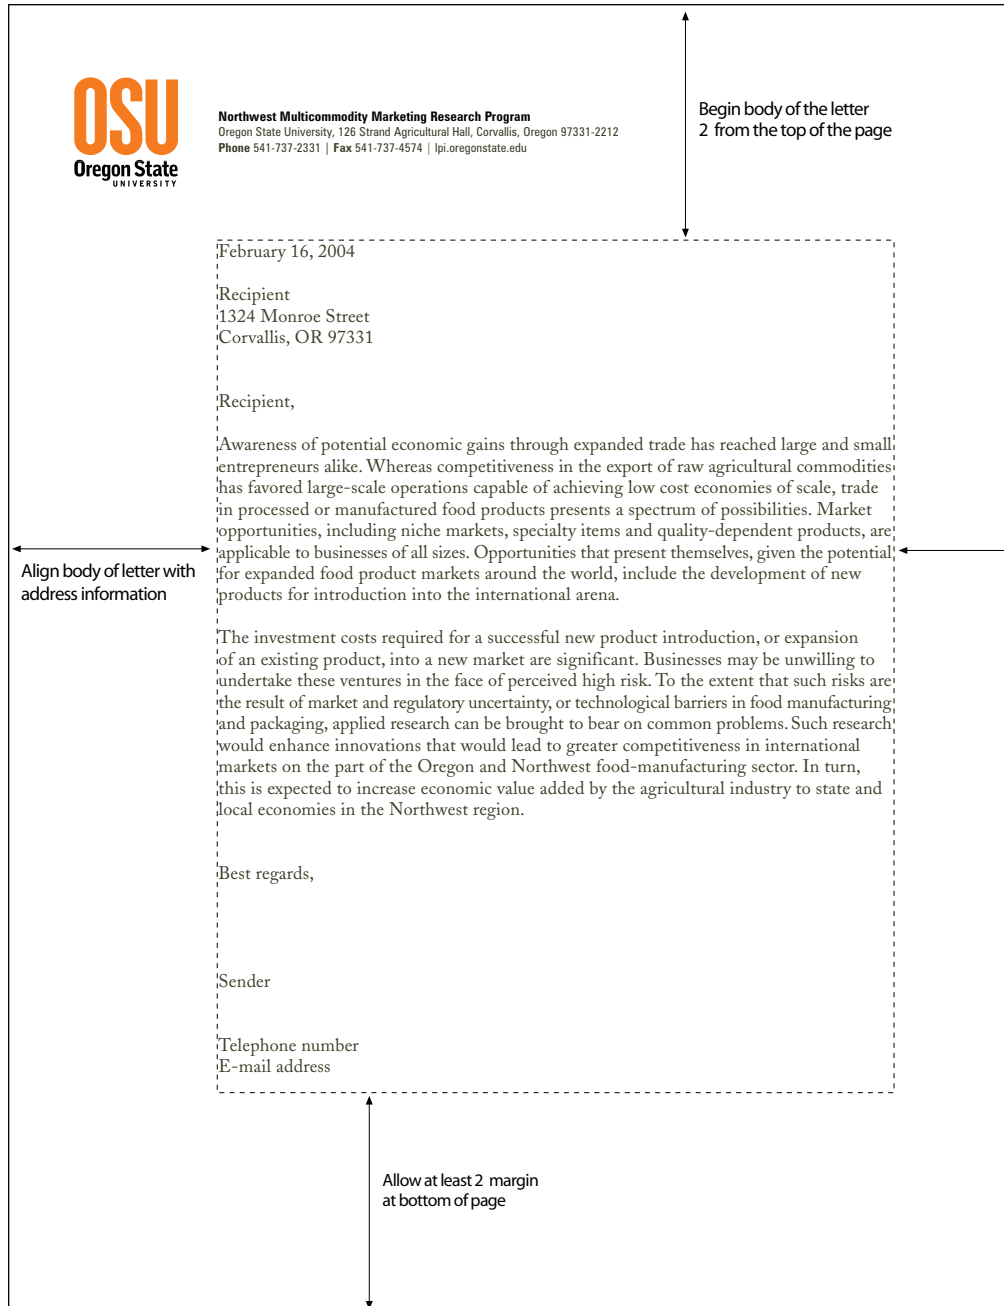 OSU
Oregon State
UNIVERSITY
Northwest Multicommodity Marketing Research Program
Oregon State University, 126 Strand Agricultural Hall, Corvallis, Oregon 97331-2212
Phone 541-737-2331 | Fax 541-737-4574 | lpi.oregonstate.edu
Begin body of the letter
2 from the top of the page
February 16, 2004
Recipient
1324 Monroe Street
Corvallis, OR 97331
Recipient,
Awareness of potential economic gains through expanded trade has reached large and small
entrepreneurs alike. Whereas competitiveness in the export of raw agricultural commodities
has favored large-scale operations capable of achieving low cost economies of scale, trade
in processed or manufactured food products presents a spectrum of possibilities. Market
opportunities, including niche markets, specialty items and quality-dependent products, are
applicable to businesses of all sizes. Opportunities that present themselves, given the potential
for expanded food product markets around the world, include the development of new
products for introduction into the international arena.
Align body of letter with
address information
The investment costs required for a successful new product introduction, or expansion
of an existing product, into a new market are significant. Businesses may be unwilling to
undertake these ventures in the face of perceived high risk. To the extent that such risks are
the result of market and regulatory uncertainty, or technological barriers in food manufacturing
and packaging, applied research can be brought to bear on common problems. Such research
would enhance innovations that would lead to greater competitiveness in international
markets on the part of the Oregon and Northwest food-manufacturing sector. In turn,
this is expected to increase economic value added by the agricultural industry to state and
local economies in the Northwest region.
Best regards,
Sender
Telephone number
E-mail address
Allow at least 2 margin
at bottom of page